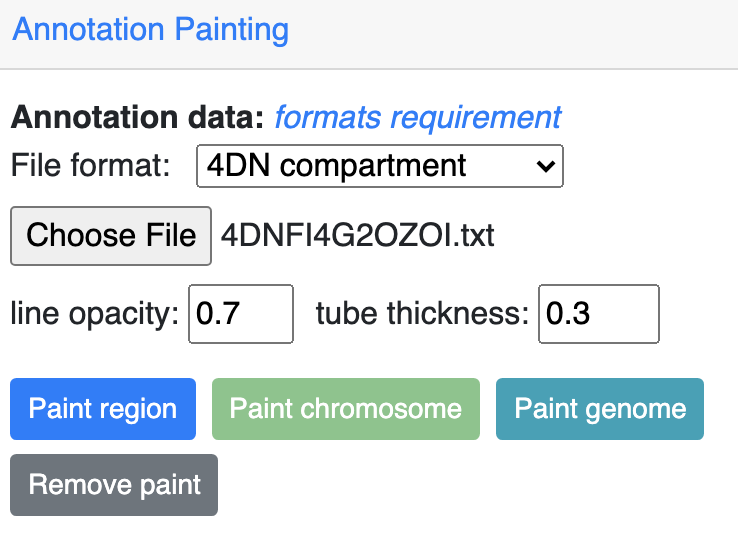 Annotation Painting
Annotation data: formats requirement
File format: 4DN compartment
Choose File 4DNFI4G2OZOI.txt
line opacity: 0.7 tube thickness: 0.3
Paint region Paint chromosome Paint genome
Remove paint